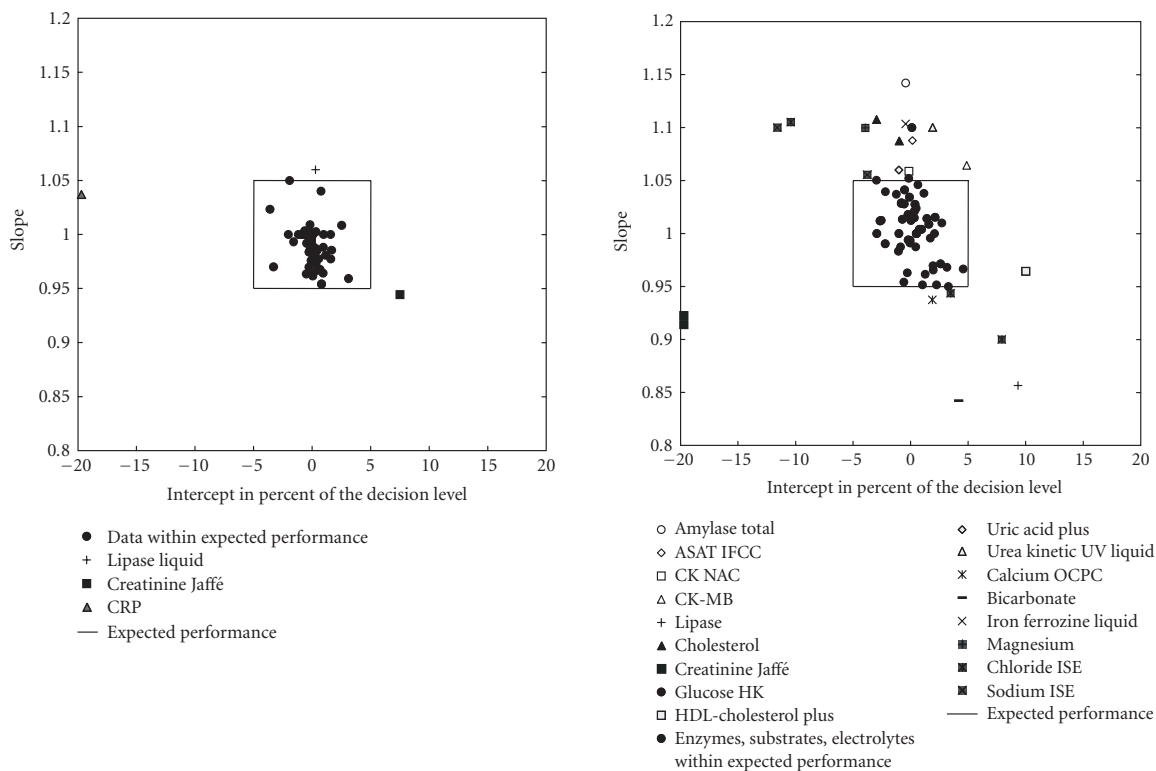 1.2
1.15
1.1
1.05
1
0.95
0.9
0.85
0.8
Slope
−20 −15 −10 −5 0 5 10 15 20
Intercept in percent of the decision level
Data within expected performance
Lipase liquid
Creatinine Jaffé
CRP
Expected performance
1.2
1.15
1.1
1.05
1
0.95
0.9
0.85
0.8
Slope
−20 −15 −10 −5 0 5 10 15 20
Intercept in percent of the decision level
Amylase total
ASAT IFCC
CK NAC
CK-MB
Lipase
Cholesterol
Creatinine Jaffé
Glucose HK
HDL-cholesterol plus
Enzymes, substrates, electrolytes
within expected performance
Uric acid plus
Urea kinetic UV liquid
Calcium OCPC
Bicarbonate
Iron ferrozine liquid
Magnesium
Chloride ISE
Sodium ISE
Expected performance